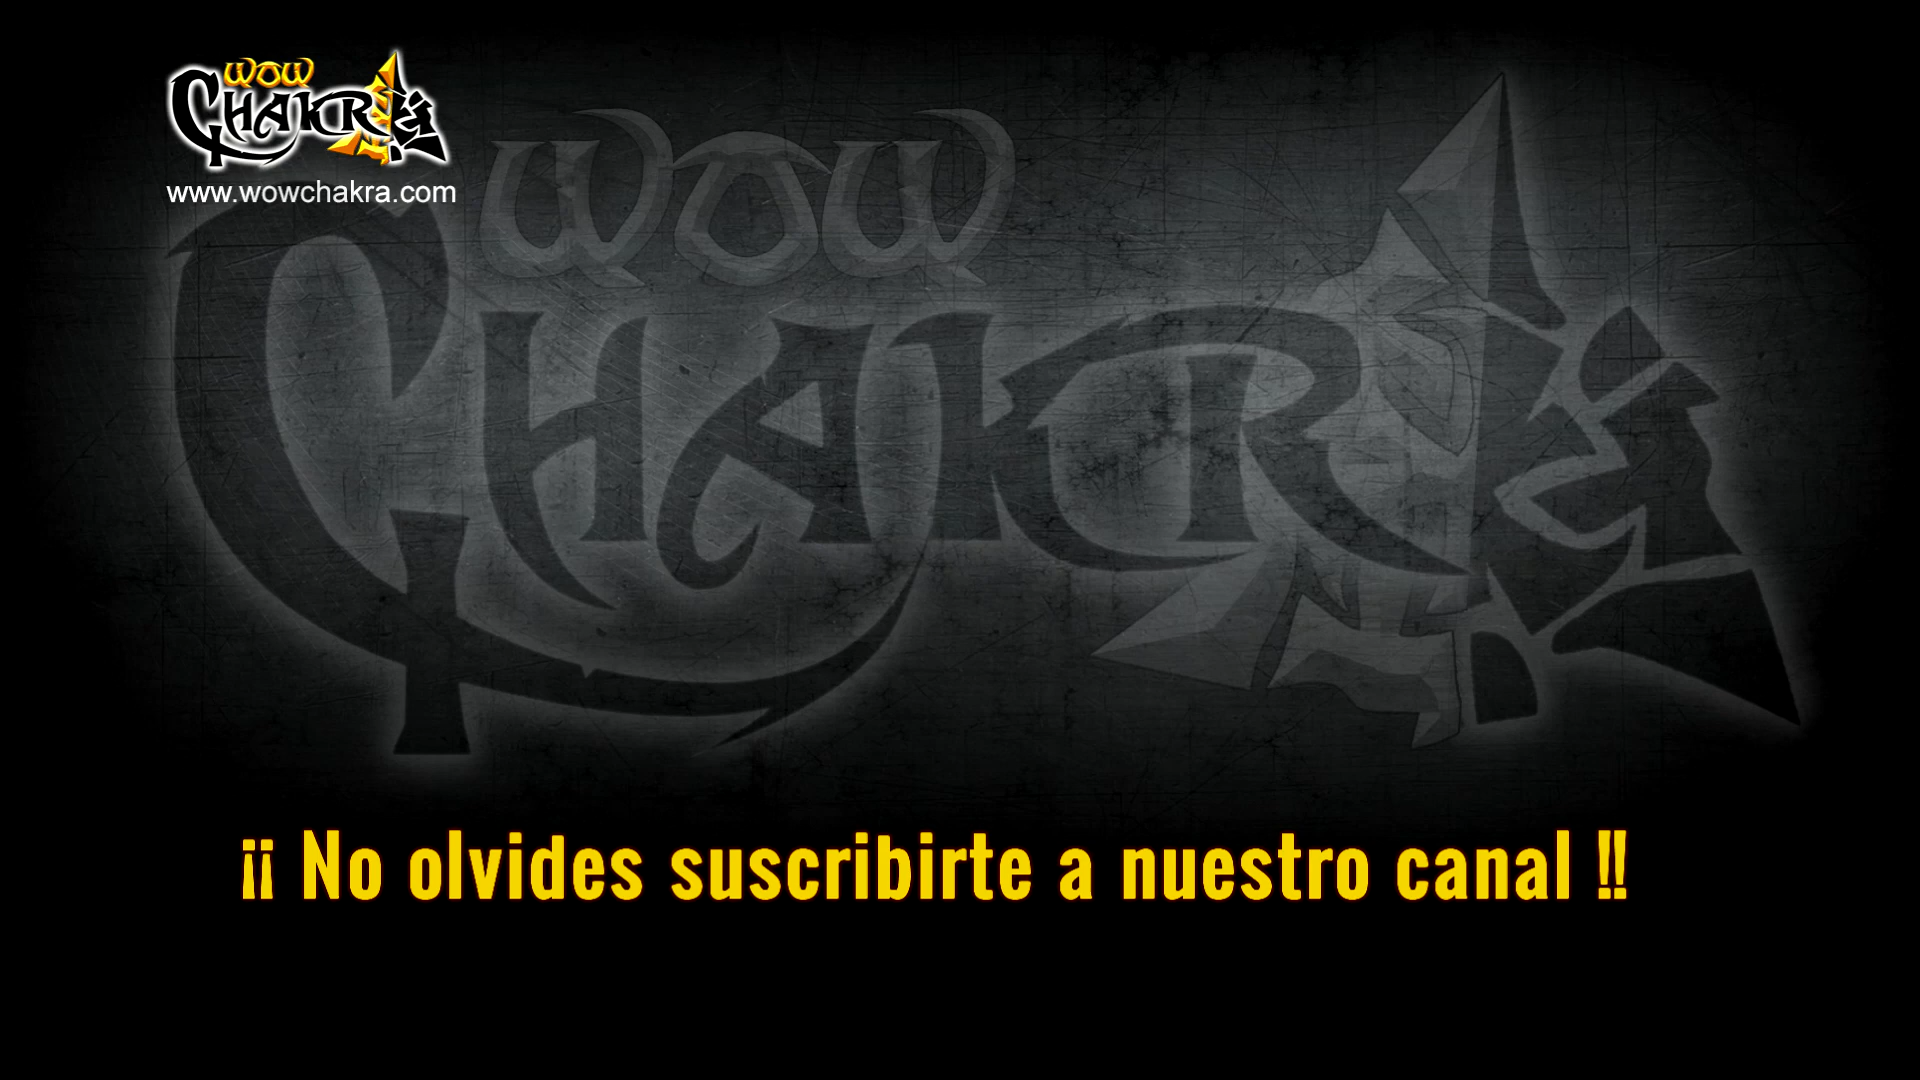 WOW
CHAKRA
www.wowchakra.com
WOW
CHAKRA
¡¡ No olvides suscribirte a nuestro canal !!